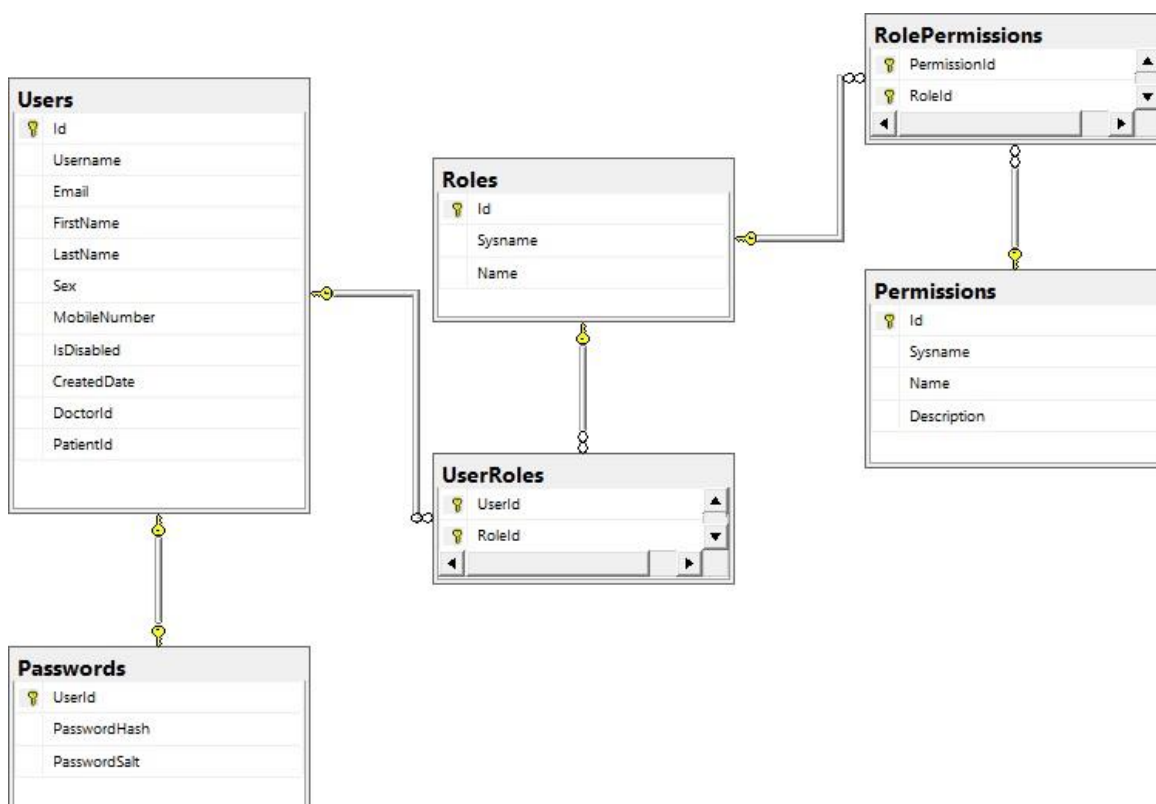 Users
Id
Username
Email
FirstName
LastName
Sex
MobileNumber
IsDisabled
CreatedDate
DoctorId
PatientId
Passwords
UserId
PasswordHash
PasswordSalt
Roles
Id
Sysname
Name
UserRoles
UserId
RoleId
RolePermissions
PermissionId
RoleId
Permissions
Id
Sysname
Name
Description